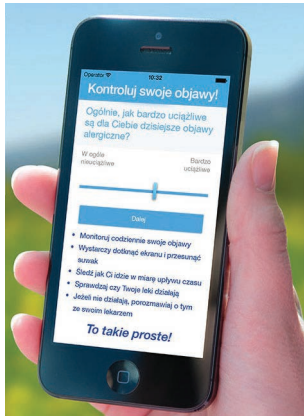 Operator 10:32
Kontroluj swoje objawy!
Ogólnie, jak bardzo uciążliwe
są dla Ciebie dzisiejsze objawy
alergiczne?
W ogóle
nieuciążliwe
Bardzo
uciążliwe
Dalej
• Monitoruj codziennie swoje objawy
• Wystarczy dotknąć ekranu i przesunąć
suwak
• Śledź jak Ci idzie w miarę upływu czasu
• Sprawdzaj czy Twoje leki działają
• Jeżeli nie działają, porozmawiaj o tym
ze swoim lekarzem
To takie proste!